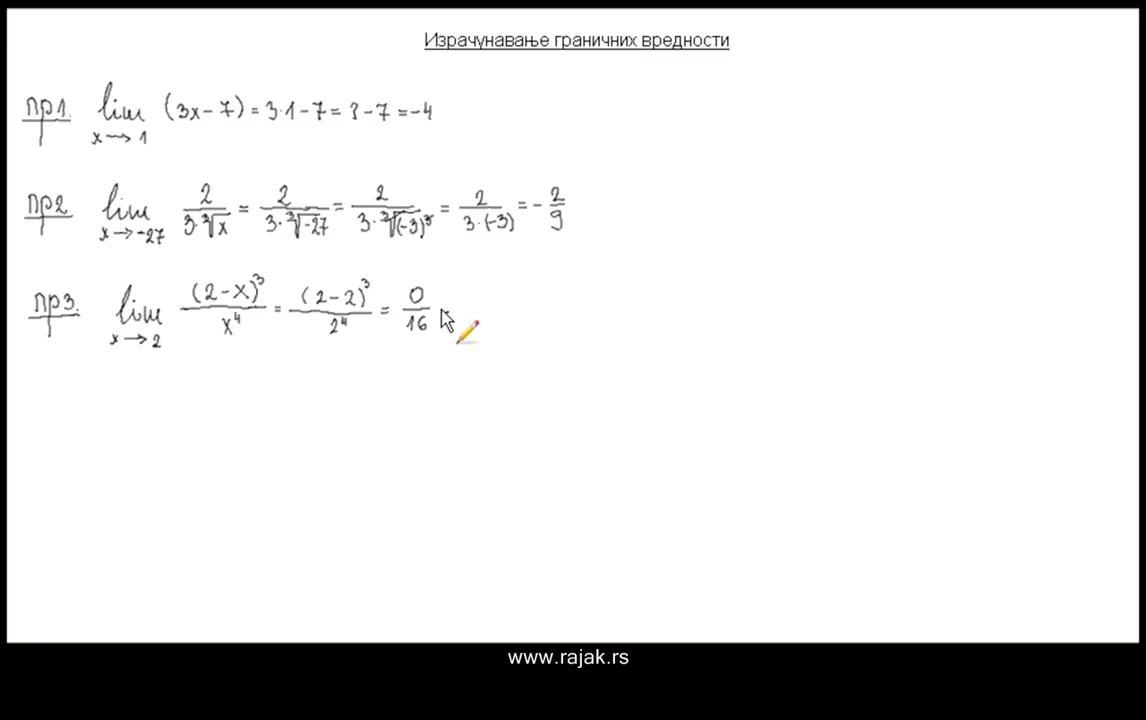 Израчунавање граничних вредности
пр1. lim x→1 (3x-7) = 3·1-7 = 3-7 = -4
пр2. lim x→-27 2/(3·∛x) = 2/(3·∛-27) = 2/(3·∛(-3)³) = 2/(3·(-3)) = -2/9
пр3. lim x→2 (2-x)³/x⁴ = (2-2)³/2⁴ = 0/16
www.rajak.rs